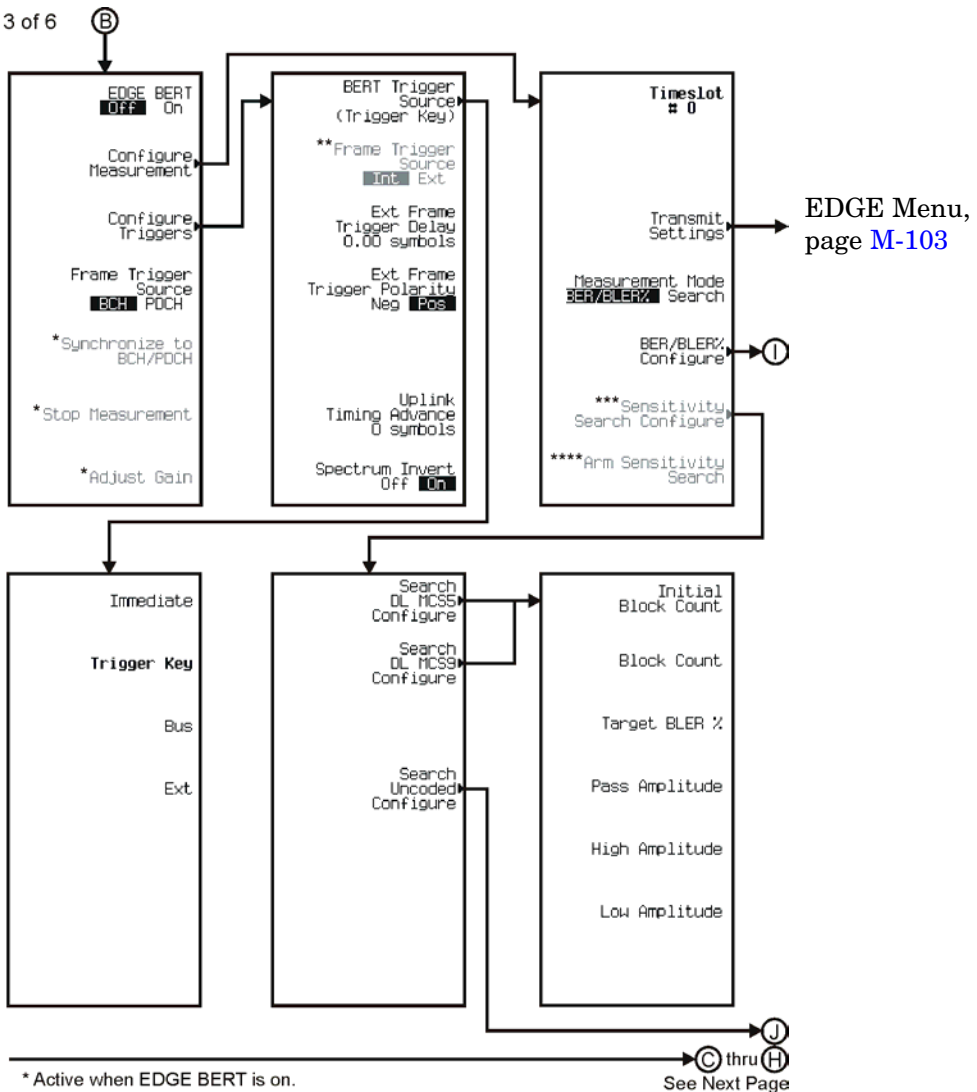 3 of 6
B
EDGE BERT
Off On
Configure
Measurement
Configure
Triggers
Frame Trigger
Source
BCH PDCH
*Synchronize to
BCH/PDCH
*Stop Measurement
*Adjust Gain
BERT Trigger
Source
(Trigger Key)
**Frame Trigger
Source
Int Ext
Ext Frame
Trigger Delay
0.00 symbols
Ext Frame
Trigger Polarity
Neg Pos
Uplink
Timing Advance
0 symbols
Spectrum Invert
Off On
Timeslot
# 0
Transmit
Settings
Measurement Mode
BER/BLER% Search
BER/BLER%
Configure
***Sensitivity
Search Configure
****Arm Sensitivity
Search
EDGE Menu,
page M-103
I
Immediate
Trigger Key
Bus
Ext
Search
DL MCS5
Configure
Search
DL MCS9
Configure
Search
Uncoded
Configure
Initial
Block Count
Block Count
Target BLER %
Pass Amplitude
High Amplitude
Low Amplitude
J
C thru H
See Next Page
* Active when EDGE BERT is on.